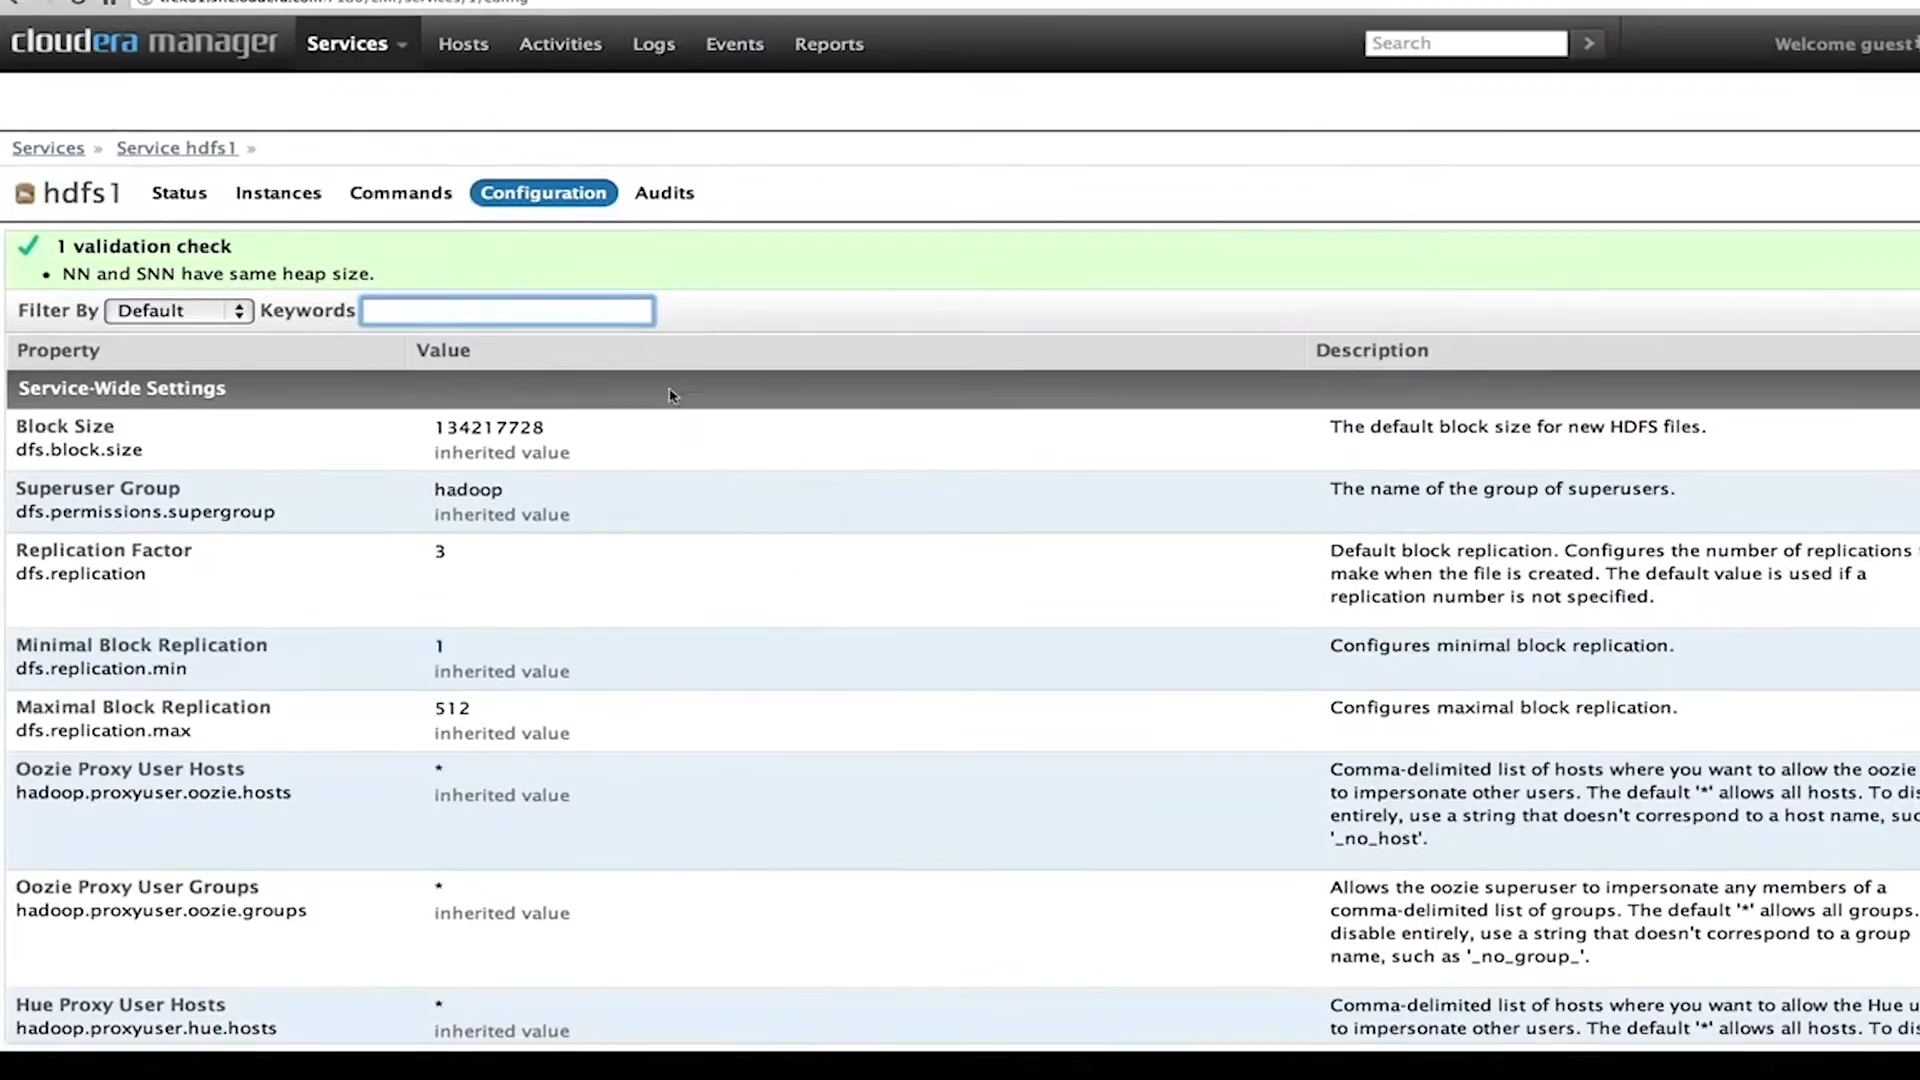 cloudera manager Services Hosts Activities Logs Events Reports Search > Welcome guest
Services » Service hdfs1 »
hdfs1 Status Instances Commands Configuration Audits
1 validation check
• NN and SNN have same heap size.
Filter By Default Keywords
Property Value Description
Service-Wide Settings
Block Size 134217728 The default block size for new HDFS files.
dfs.block.size inherited value
Superuser Group hadoop The name of the group of superusers.
dfs.permissions.supergroup inherited value
Replication Factor 3 Default block replication. Configures the number of replications
dfs.replication make when the file is created. The default value is used if a
replication number is not specified.
Minimal Block Replication 1 Configures minimal block replication.
dfs.replication.min inherited value
Maximal Block Replication 512 Configures maximal block replication.
dfs.replication.max inherited value
Oozie Proxy User Hosts * Comma-delimited list of hosts where you want to allow the oozie
hadoop.proxyuser.oozie.hosts inherited value to impersonate other users. The default '*' allows all hosts. To dis
entirely, use a string that doesn't correspond to a host name, suc
'_no_host'.
Oozie Proxy User Groups * Allows the oozie superuser to impersonate any members of a
hadoop.proxyuser.oozie.groups inherited value comma-delimited list of groups. The default '*' allows all groups.
disable entirely, use a string that doesn't correspond to a group
name, such as '_no_group_'.
Hue Proxy User Hosts * Comma-delimited list of hosts where you want to allow the Hue u
hadoop.proxyuser.hue.hosts inherited value to impersonate other users. The default '*' allows all hosts. To dis